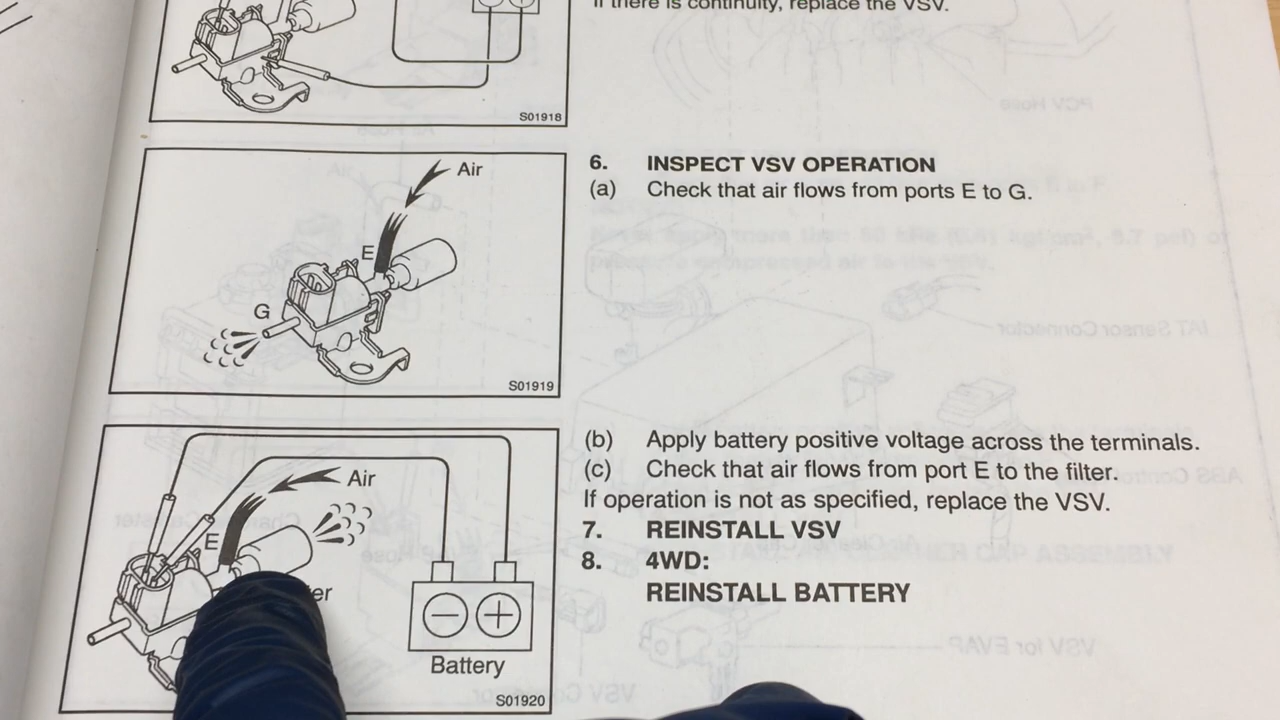 If there is continuity, replace the VSV.
S01918
Air
E
G
S01919
6. INSPECT VSV OPERATION
(a) Check that air flows from ports E to G.
Air
E
er
Battery
S01920
(b) Apply battery positive voltage across the terminals.
(c) Check that air flows from port E to the filter.
If operation is not as specified, replace the VSV.
7. REINSTALL VSV
8. 4WD:
REINSTALL BATTERY